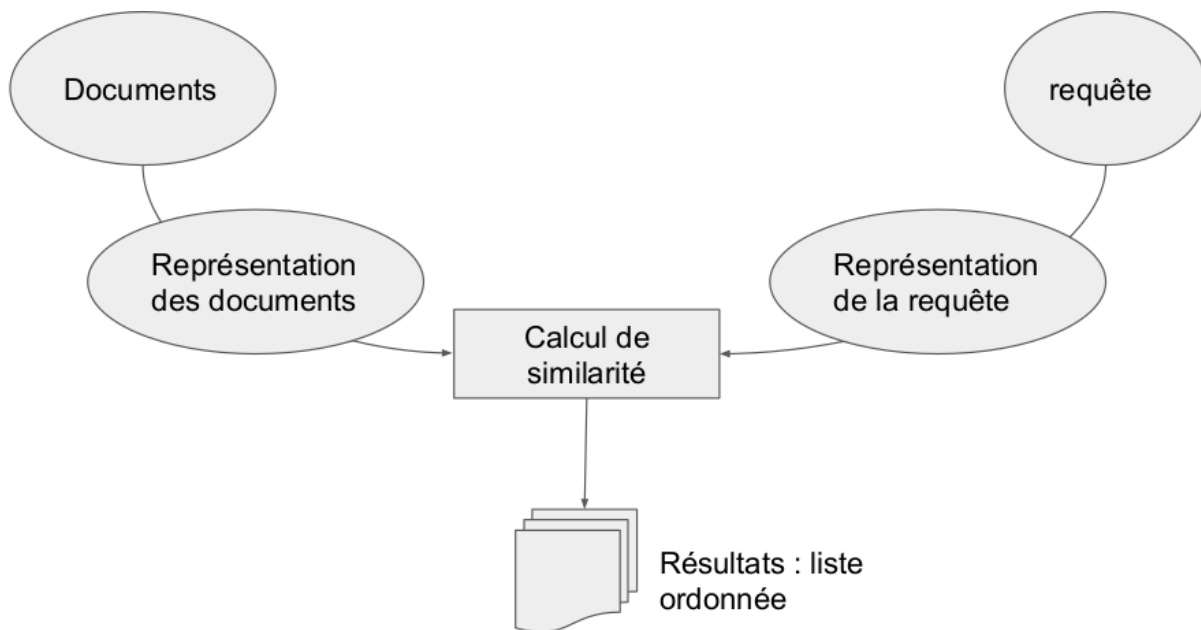 Documents
requête
Représentation
des documents
Représentation
de la requête
Calcul de
similarité
Résultats : liste
ordonnée